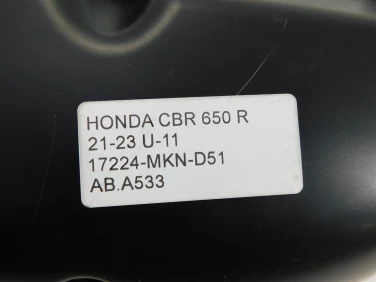 HONDA CBR 650 R
21-23 U-11
17224-MKN-D51
AB.A533